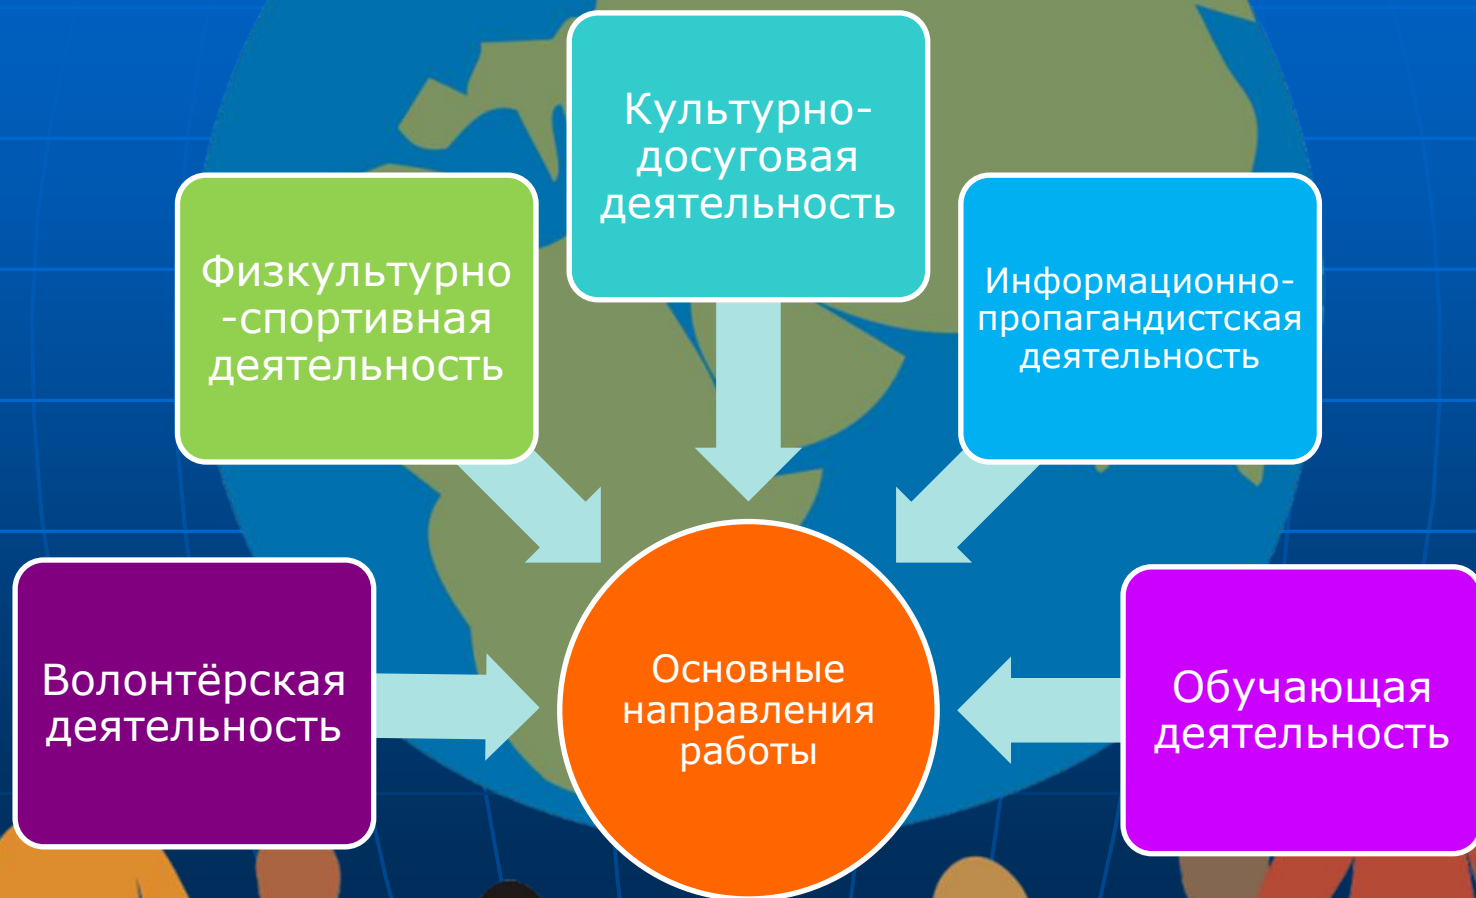 Культурно-
досуговая
деятельность
Физкультурно
-спортивная
деятельность
Информационно-
пропагандистская
деятельность
Волонтёрская
деятельность
Основные
направления
работы
Обучающая
деятельность